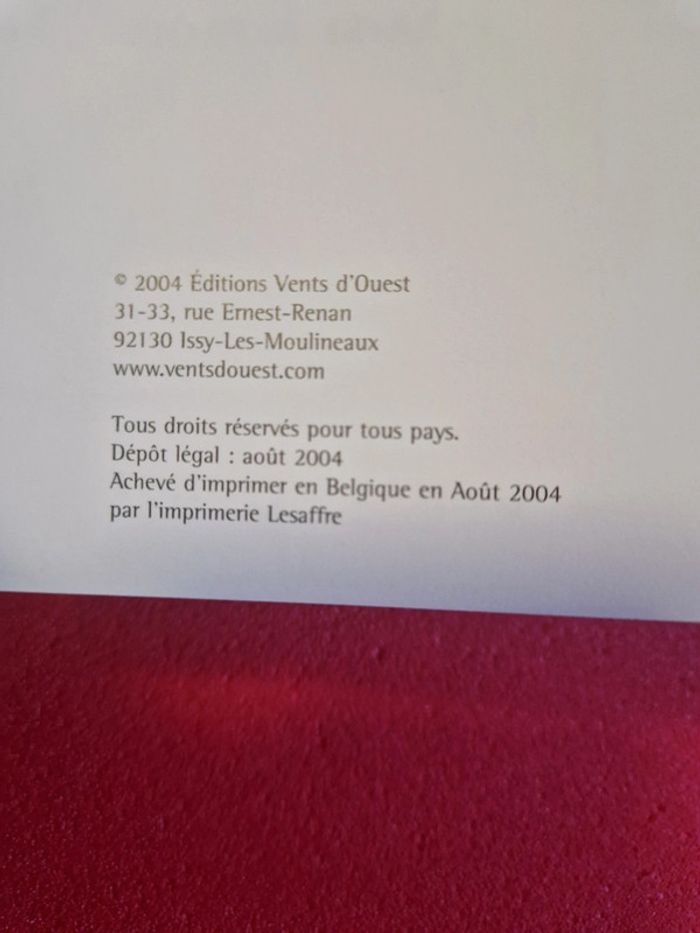 © 2004 Éditions Vents d'Ouest
31-33, rue Ernest-Renan
92130 Issy-Les-Moulineaux
www.ventsdouest.com
Tous droits réservés pour tous pays.
Dépôt légal : août 2004
Achevé d'imprimer en Belgique en Août 2004
par l'imprimerie Lesaffre